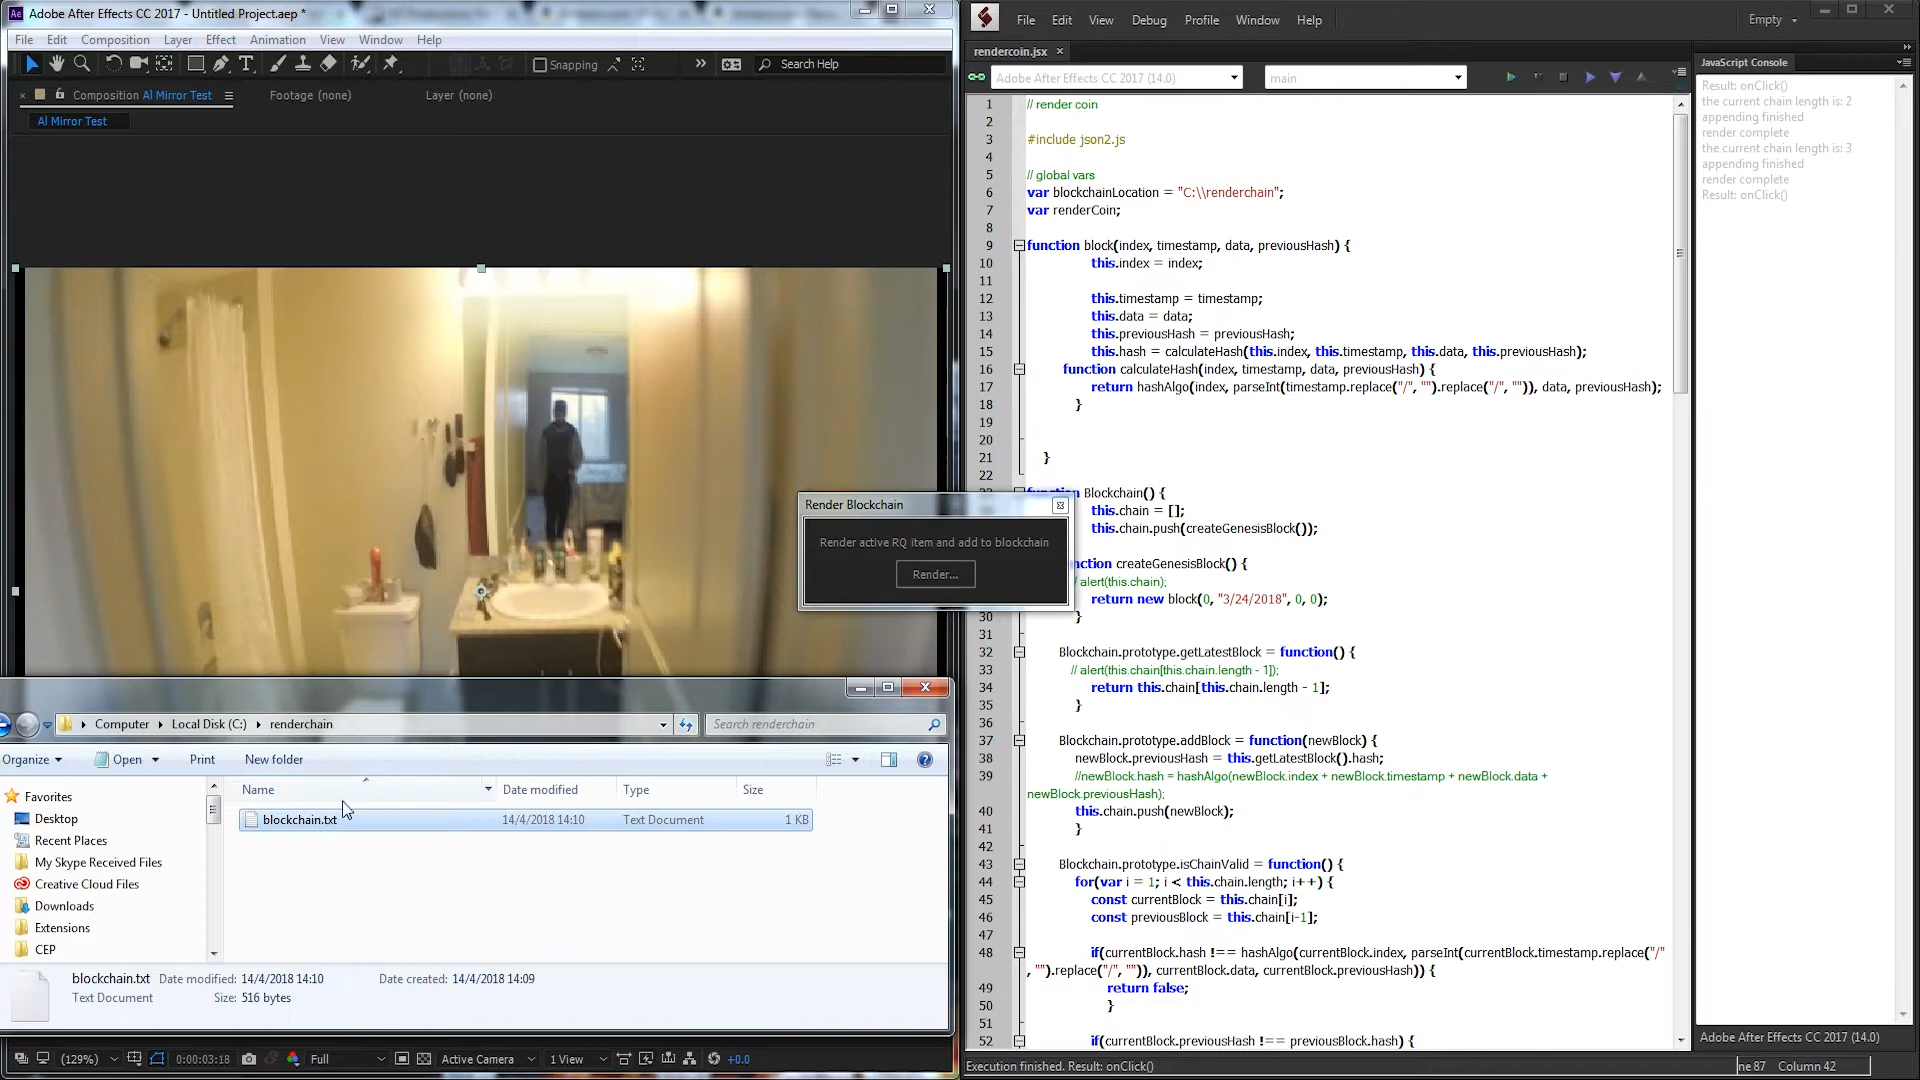 Adobe After Effects CC 2017 - Untitled Project.aep *
File Edit Composition Layer Effect Animation View Window Help
Snapping
Search Help
Composition Al Mirror Test
Footage (none)
Layer (none)
Al Mirror Test
Render Blockchain
Render active RQ item and add to blockchain
Render...
Computer
Local Disk (C:)
renderchain
Search renderchain
Organize
Open
Print
New folder
Name
Date modified
Type
Size
blockchain.txt
14/4/2018 14:10
Text Document
1 KB
Favorites
Desktop
Recent Places
My Skype Received Files
Creative Cloud Files
Downloads
Extensions
CEP
blockchain.txt Date modified: 14/4/2018 14:10 Date created: 14/4/2018 14:09
Text Document Size: 516 bytes
(129%)
0:00:03:18
Full
Active Camera
1 View
+0.0
File Edit View Debug Profile Window Help
Empty
rendercoin.jsx
Adobe After Effects CC 2017 (14.0)
main
1 // render coin
2
3 #include json2.js
4
5 // global vars
6 var blockchainLocation = "C:\\renderchain";
7 var renderCoin;
8
9 function block(index, timestamp, data, previousHash) {
10 this.index = index;
11
12 this.timestamp = timestamp;
13 this.data = data;
14 this.previousHash = previousHash;
15 this.hash = calculateHash(this.index, this.timestamp, this.data, this.previousHash);
16 function calculateHash(index, timestamp, data, previousHash) {
17 return hashAlgo(index, parseInt(timestamp.replace("/", "").replace("/", "")), data, previousHash);
18 }
19
20
21 }
22
Blockchain() {
this.chain = [];
this.chain.push(createGenesisBlock());
createGenesisBlock() {
alert(this.chain);
return new block(0, "3/24/2018", 0, 0);
30 }
31
32 Blockchain.prototype.getLatestBlock = function() {
33 // alert(this.chain[this.chain.length - 1]);
34 return this.chain[this.chain.length - 1];
35 }
36
37 Blockchain.prototype.addBlock = function(newBlock) {
38 newBlock.previousHash = this.getLatestBlock().hash;
39 //newBlock.hash = hashAlgo(newBlock.index + newBlock.timestamp + newBlock.data +
newBlock.previousHash);
40 this.chain.push(newBlock);
41 }
42
43 Blockchain.prototype.isChainValid = function() {
44 for(var i = 1; i < this.chain.length; i++) {
45 const currentBlock = this.chain[i];
46 const previousBlock = this.chain[i-1];
47
48 if(currentBlock.hash !== hashAlgo(currentBlock.index, parseInt(currentBlock.timestamp.replace("/"
, "").replace("/", "")), currentBlock.data, currentBlock.previousHash)) {
49 return false;
50 }
51
52 if(currentBlock.previousHash !== previousBlock.hash) {
Execution finished. Result: onClick()
ne 87 Column 42
JavaScript Console
Result: onClick()
the current chain length is: 2
appending finished
render complete
the current chain length is: 3
appending finished
render complete
Result: onClick()
Adobe After Effects CC 2017 (14.0)